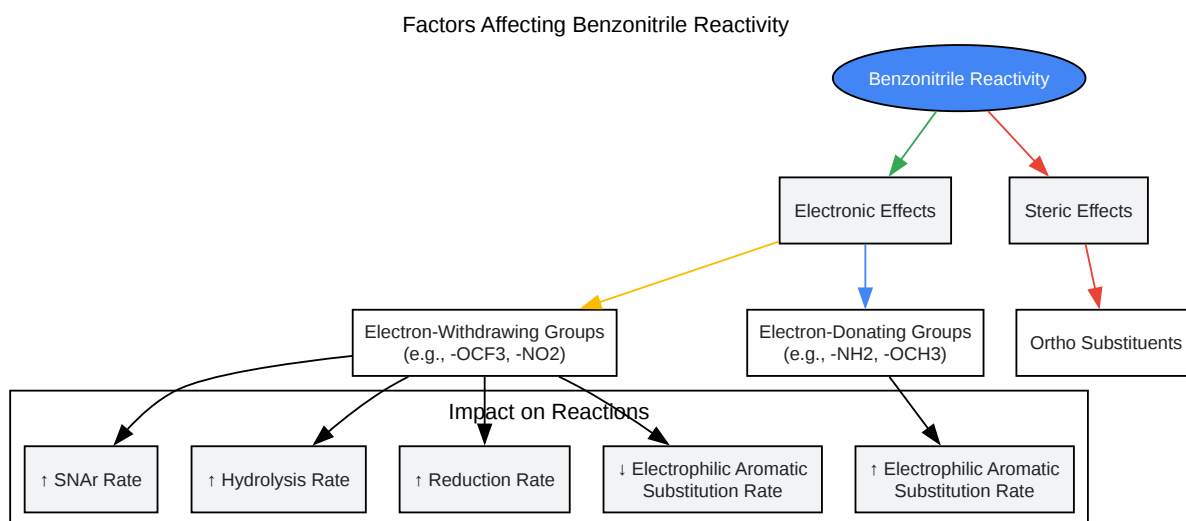 Factors Affecting Benzonitrile Reactivity
Benzonitrile Reactivity
Electronic Effects
Steric Effects
Electron-Withdrawing Groups
(e.g., -OCF3, -NO2)
Electron-Donating Groups
(e.g., -NH2, -OCH3)
Ortho Substituents
Impact on Reactions
↑ SNAr Rate
↑ Hydrolysis Rate
↑ Reduction Rate
↓ Electrophilic Aromatic
Substitution Rate
↑ Electrophilic Aromatic
Substitution Rate